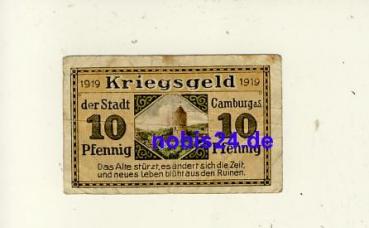 1919 Kriegsgeld 1919
der Stadt Camburg a.S.
10 10
Pfennig Pfennig
nobis24.de
Das Alte stürzt, es ändert sich die Zeit,
und neues Leben blüht aus den Ruinen.